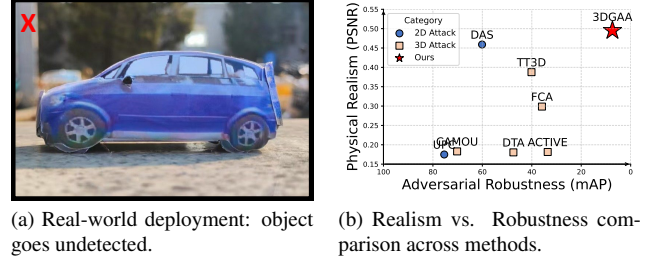 X
(a) Real-world deployment: object
goes undetected.
Physical Realism (PSNR)
0.55
0.50
0.45
0.40
0.35
0.30
0.25
0.20
0.15
Category
2D Attack
3D Attack
Ours
3DGAA
DAS
TT3D
FCA
UPC
CAMOU
DTA
ACTIVE
100
80
60
40
20
0
Adversarial Robustness (mAP)
(b) Realism vs. Robustness com-
parison across methods.